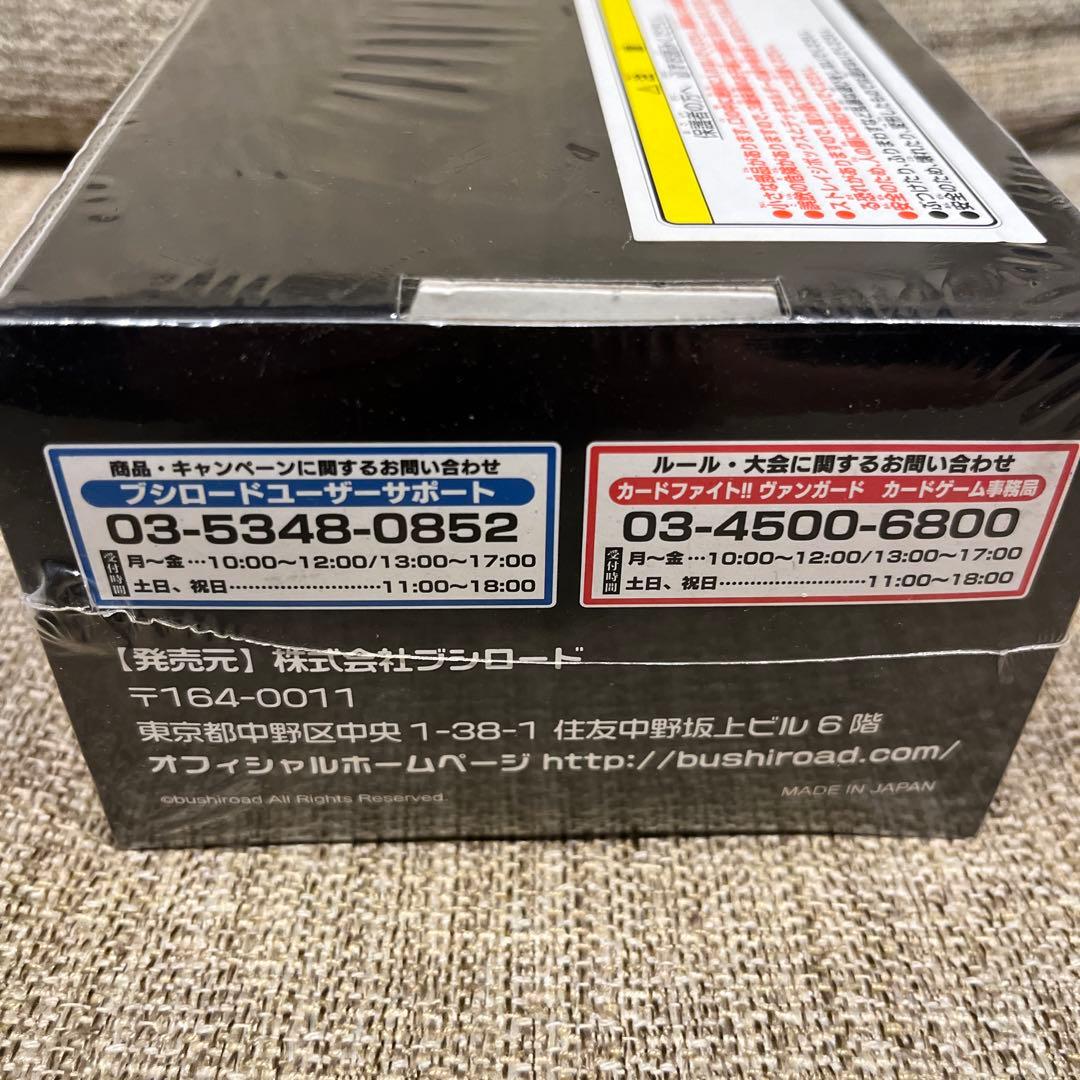 ⚠注意
保護者の方へ
商品・キャンペーンに関するお問い合わせ
ブシロードユーザーサポート
03-5348-0852
受付時間
月〜金…10:00〜12:00/13:00〜17:00
土日、祝日……………………11:00〜18:00
ルール・大会に関するお問い合わせ
カードファイト!! ヴァンガード カードゲーム事務局
03-4500-6800
受付時間
月〜金…10:00〜12:00/13:00〜17:00
土日、祝日……………………11:00〜18:00
【発売元】株式会社ブシロード
〒164-0011
東京都中野区中央1-38-1 住友中野坂上ビル6階
オフィシャルホームページ http://bushiroad.com/
©bushiroad All Rights Reserved.
MADE IN JAPAN